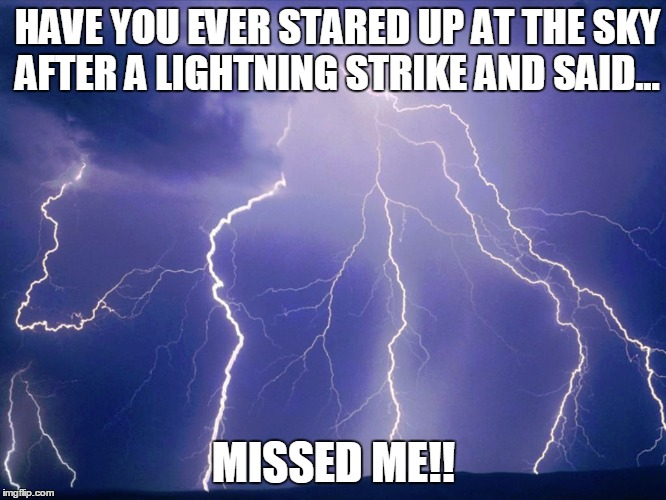 HAVE YOU EVER STARED UP AT THE SKY
AFTER A LIGHTNING STRIKE AND SAID...
MISSED ME!!
imgflip.com